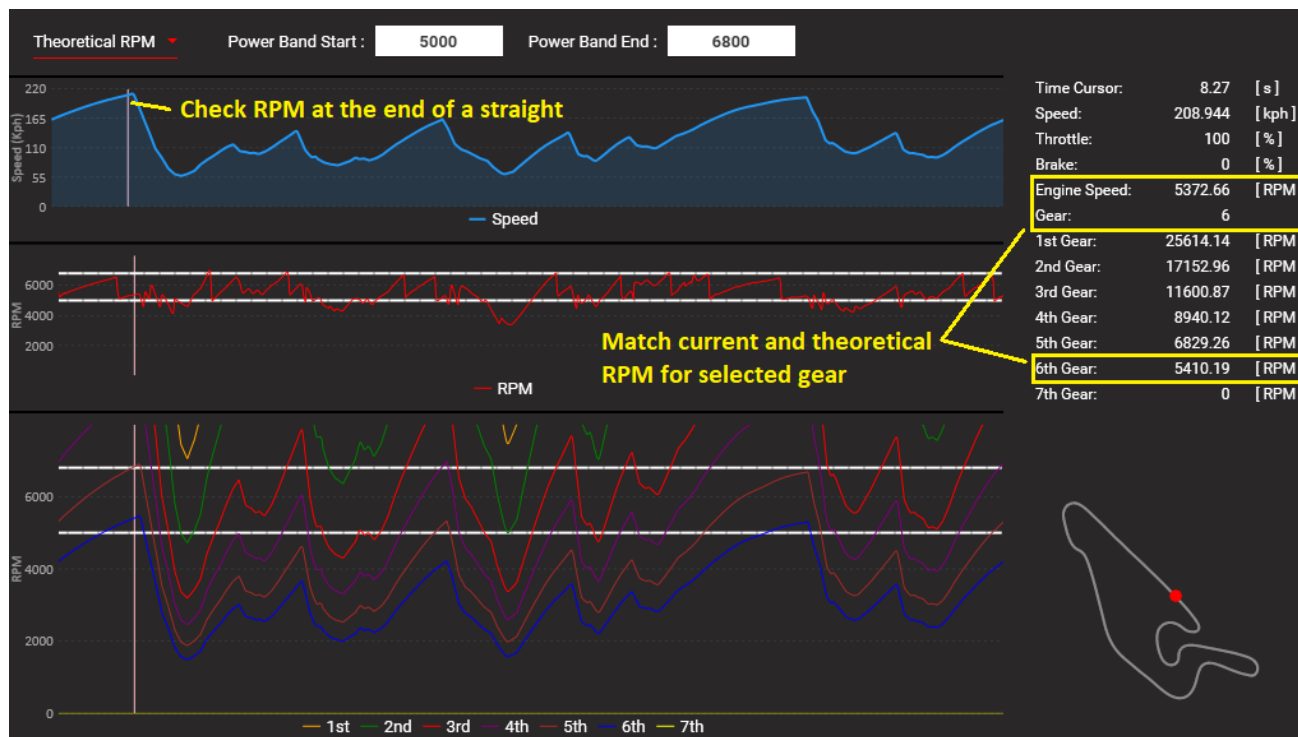 Theoretical RPM Power Band Start : 5000 Power Band End : 6800
220
165
110
55
0
Speed (Kph)
Check RPM at the end of a straight
Speed
6000
4000
2000
RPM
RPM
Match current and theoretical
RPM for selected gear
6000
4000
2000
0
RPM
1st 2nd 3rd 4th 5th 6th 7th
Time Cursor: 8.27 [ s ]
Speed: 208.944 [ kph ]
Throttle: 100 [ % ]
Brake: 0 [ % ]
Engine Speed: 5372.66 [ RPM
Gear: 6
1st Gear: 25614.14 [ RPM
2nd Gear: 17152.96 [ RPM
3rd Gear: 11600.87 [ RPM
4th Gear: 8940.12 [ RPM
5th Gear: 6829.26 [ RPM
6th Gear: 5410.19 [ RPM
7th Gear: 0 [ RPM